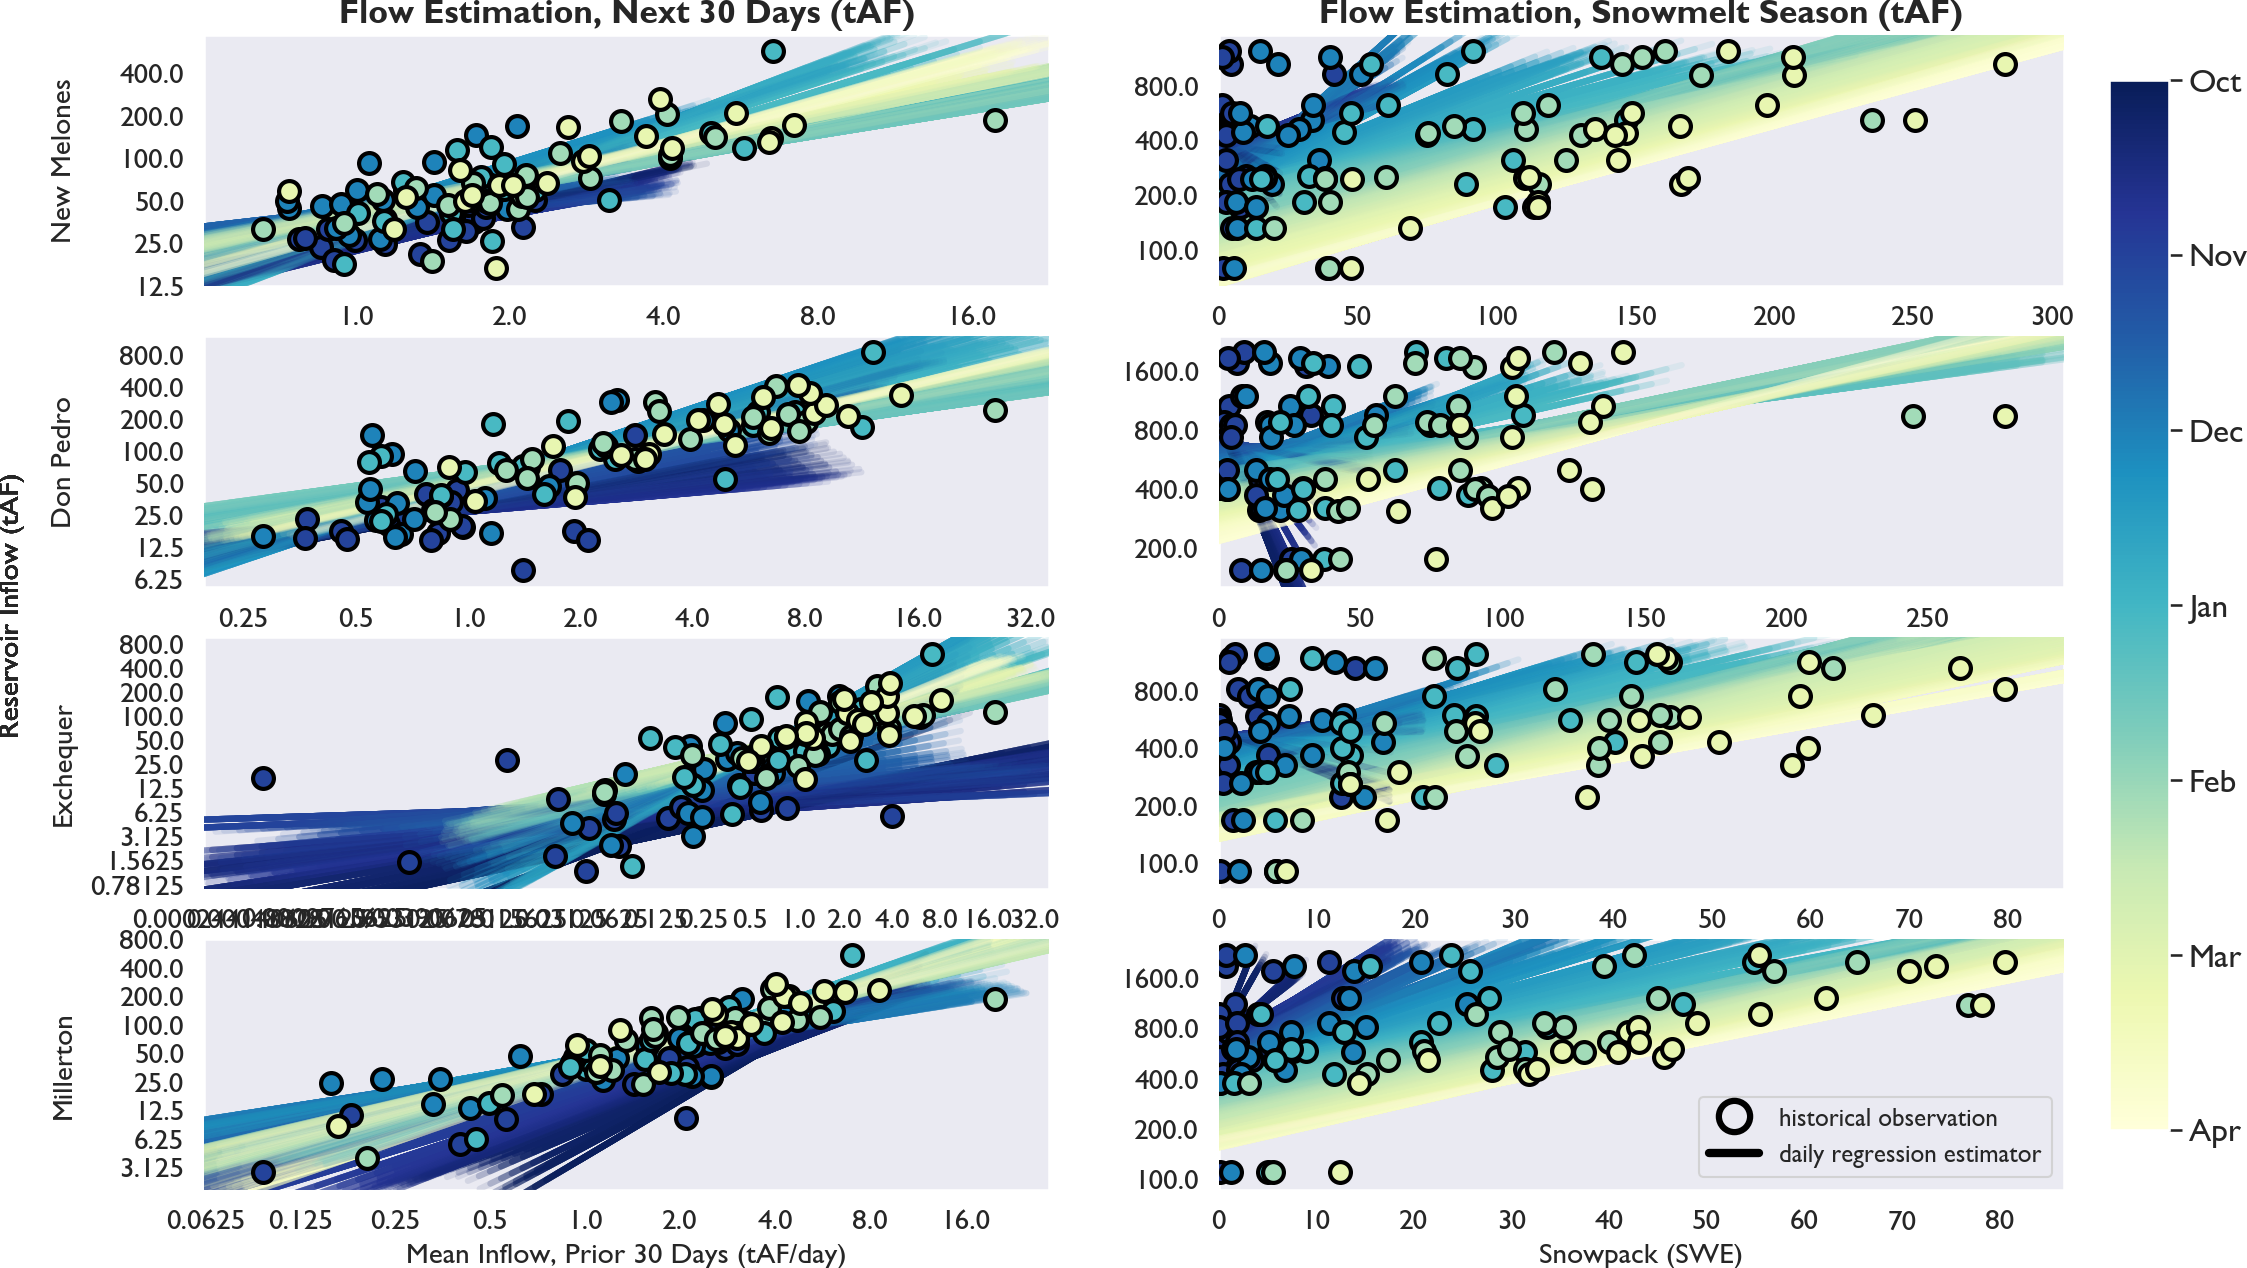 Flow Estimation, Next 30 Days (tAF)
Flow Estimation, Snowmelt Season (tAF)
Reservoir Inflow (tAF)
New Melones
400.0
200.0
100.0
50.0
25.0
12.5
1.0 2.0 4.0 8.0 16.0
800.0
400.0
200.0
100.0
0 50 100 150 200 250 300
Don Pedro
800.0
400.0
200.0
100.0
50.0
25.0
12.5
6.25
0.25 0.5 1.0 2.0 4.0 8.0 16.0 32.0
1600.0
800.0
400.0
200.0
0 50 100 150 200 250
Exchequer
800.0
400.0
200.0
100.0
50.0
25.0
12.5
6.25
3.125
1.5625
0.78125
0.25 0.5 1.0 2.0 4.0 8.0 16.0 32.0
800.0
400.0
200.0
100.0
0 10 20 30 40 50 60 70 80
Millerton
800.0
400.0
200.0
100.0
50.0
25.0
12.5
6.25
3.125
0.0625 0.125 0.25 0.5 1.0 2.0 4.0 8.0 16.0
Mean Inflow, Prior 30 Days (tAF/day)
1600.0
800.0
400.0
200.0
100.0
historical observation
daily regression estimator
0 10 20 30 40 50 60 70 80
Snowpack (SWE)
Oct
Nov
Dec
Jan
Feb
Mar
Apr